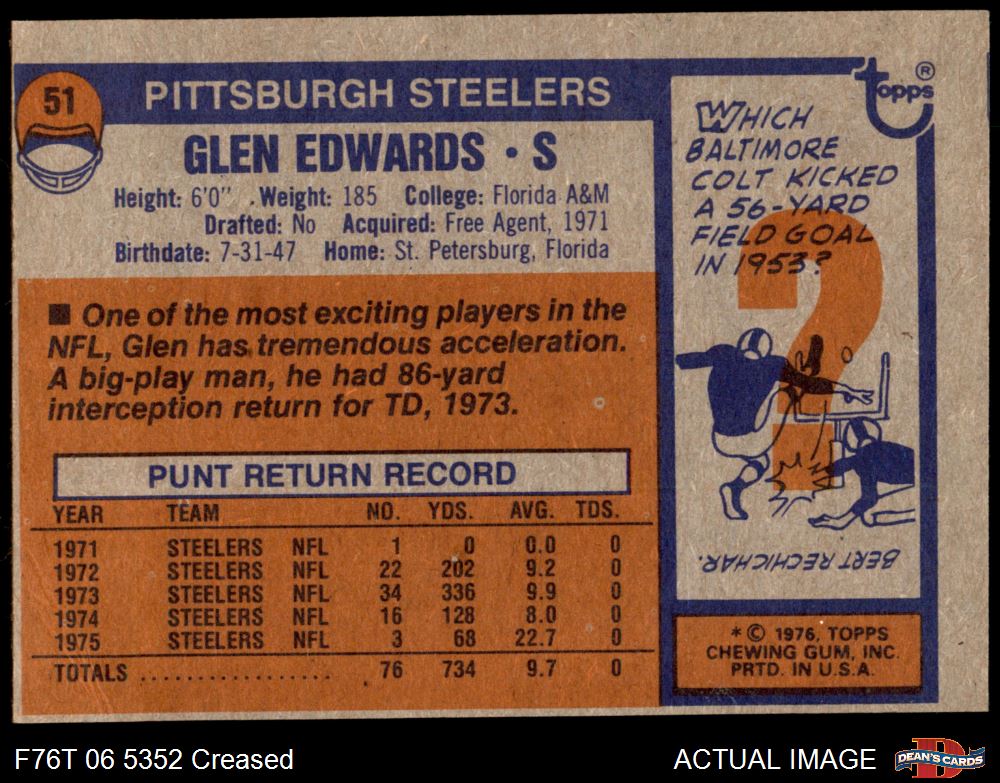 51
PITTSBURGH STEELERS
GLEN EDWARDS • S
Height: 6'0" Weight: 185 College: Florida A&M
Drafted: No Acquired: Free Agent, 1971
Birthdate: 7-31-47 Home: St. Petersburg, Florida
■ One of the most exciting players in the
NFL, Glen has tremendous acceleration.
A big-play man, he had 86-yard
interception return for TD, 1973.
PUNT RETURN RECORD
YEAR TEAM NO. YDS. AVG. TDS.
1971 STEELERS NFL 1 0 0.0 0
1972 STEELERS NFL 22 202 9.2 0
1973 STEELERS NFL 34 336 9.9 0
1974 STEELERS NFL 16 128 8.0 0
1975 STEELERS NFL 3 68 22.7 0
TOTALS ................. 76 734 9.7 0
topps®
WHICH
BALTIMORE
COLT KICKED
A 56-YARD
FIELD GOAL
IN 1953?
?
BERT RECHICHAR.
* © 1976, TOPPS
CHEWING GUM, INC.
PRTD. IN U.S.A.
F76T 06 5352 Creased
ACTUAL IMAGE
D
DEAN'S CARDS